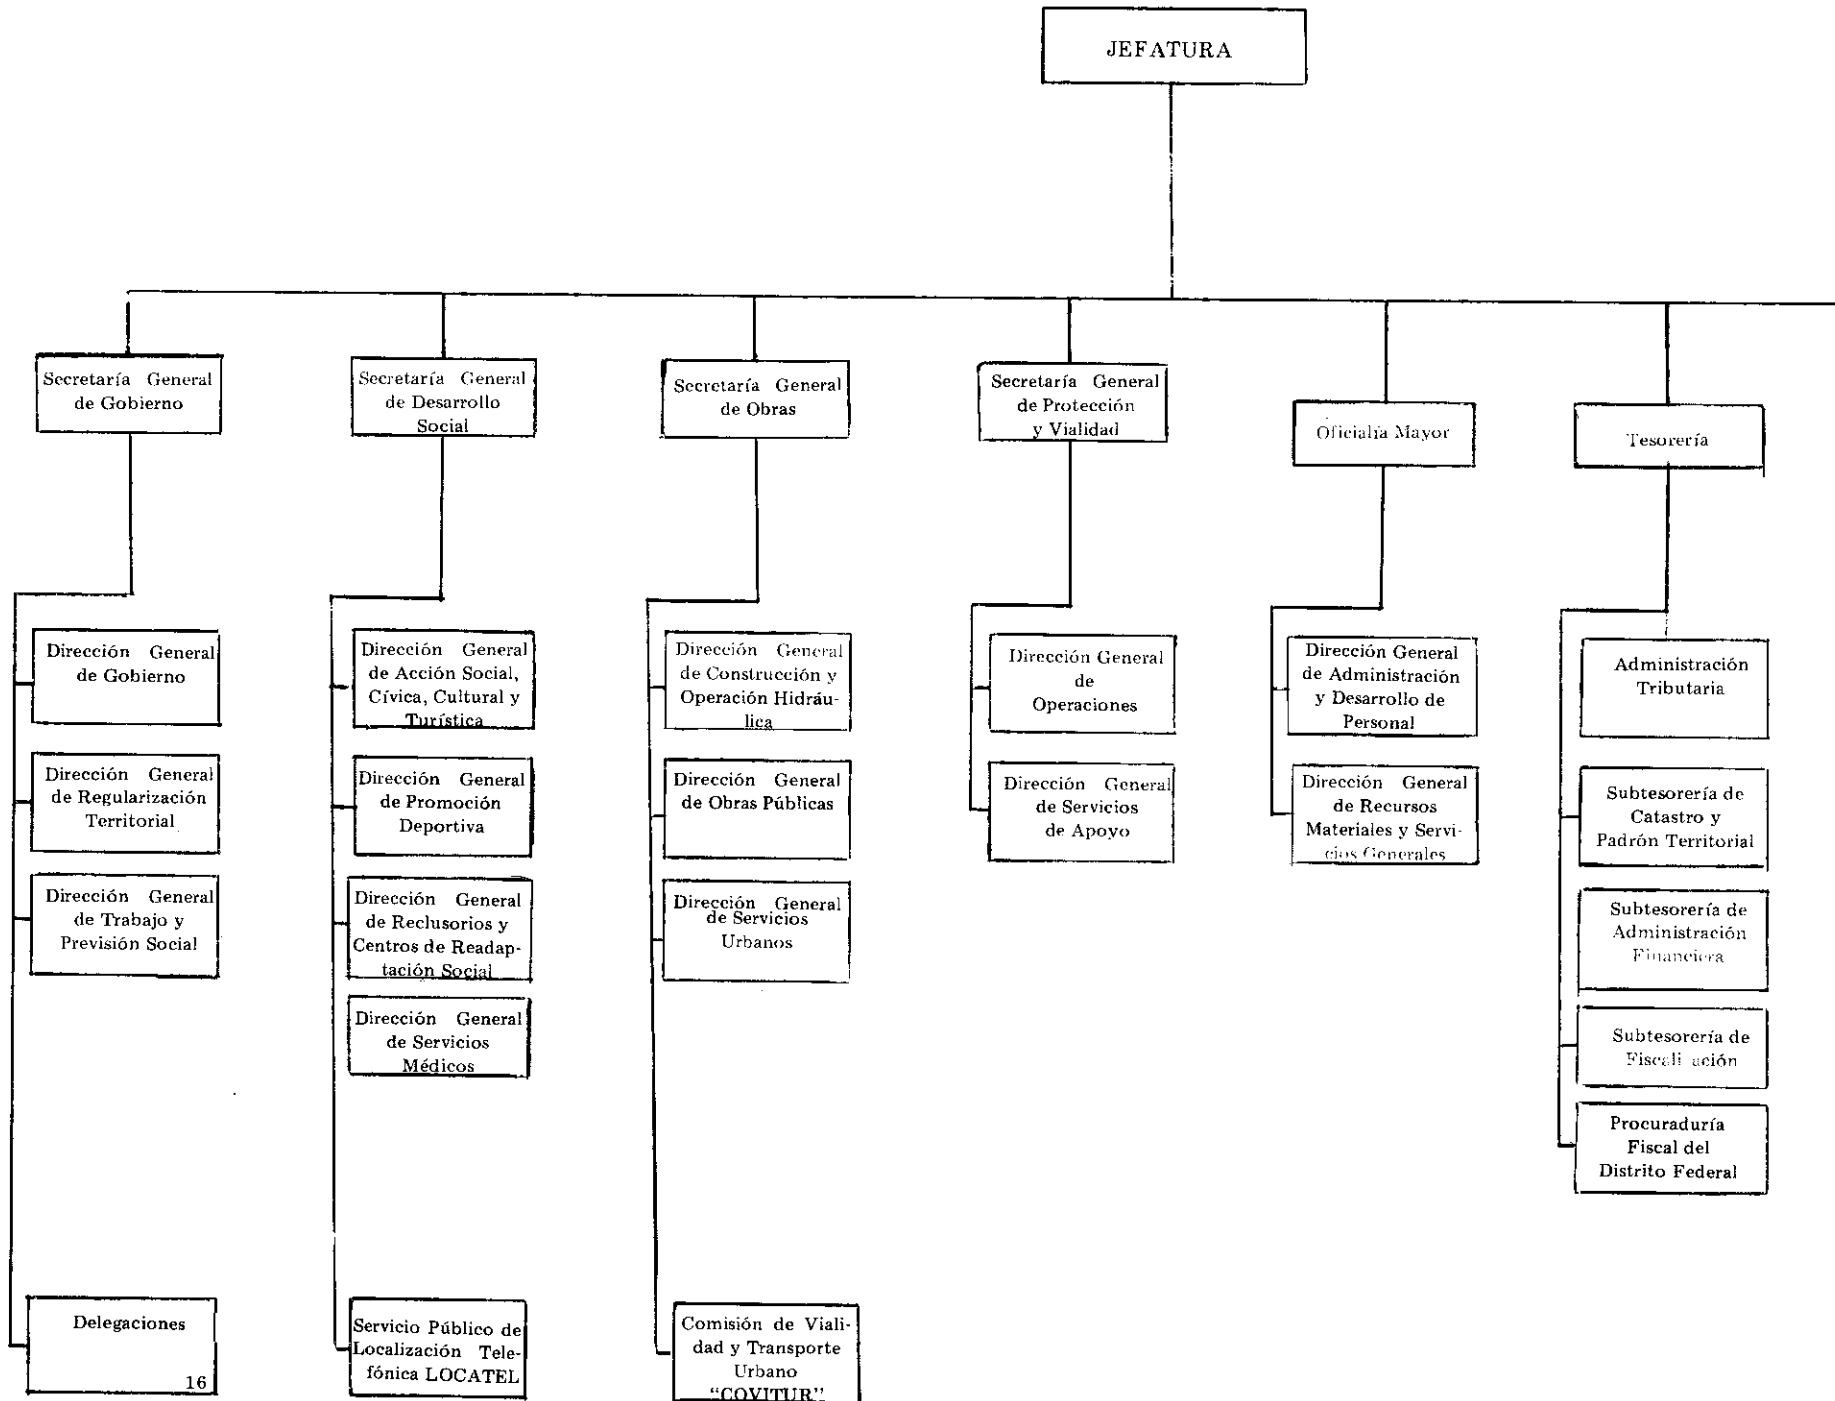 JEFATURA
Secretaría General
de Gobierno
Secretaría General
de Desarrollo
Social
Secretaría General
de Obras
Secretaría General
de Protección
y Vialidad
Oficialía Mayor
Tesorería
Dirección General
de Gobierno
Dirección General
de Regularización
Territorial
Dirección General
de Trabajo y
Previsión Social
Delegaciones
16
Dirección General
de Acción Social,
Cívica, Cultural y
Turística
Dirección General
de Promoción
Deportiva
Dirección General
de Reclusorios y
Centros de Readap-
tación Social
Dirección General
de Servicios
Médicos
Servicio Público de
Localización Tele-
fónica LOCATEL
Dirección General
de Construcción y
Operación Hidráu-
lica
Dirección General
de Obras Públicas
Dirección General
de Servicios
Urbanos
Comisión de Viali-
dad y Transporte
Urbano
"COVITUR"
Dirección General
de
Operaciones
Dirección General
de Servicios
de Apoyo
Dirección General
de Administración
y Desarrollo de
Personal
Dirección General
de Recursos
Materiales y Servi-
cios Generales
Administración
Tributaria
Subtesorería de
Catastro y
Padrón Territorial
Subtesorería de
Administración
Financiera
Subtesorería de
Fiscali ación
Procuraduría
Fiscal del
Distrito Federal